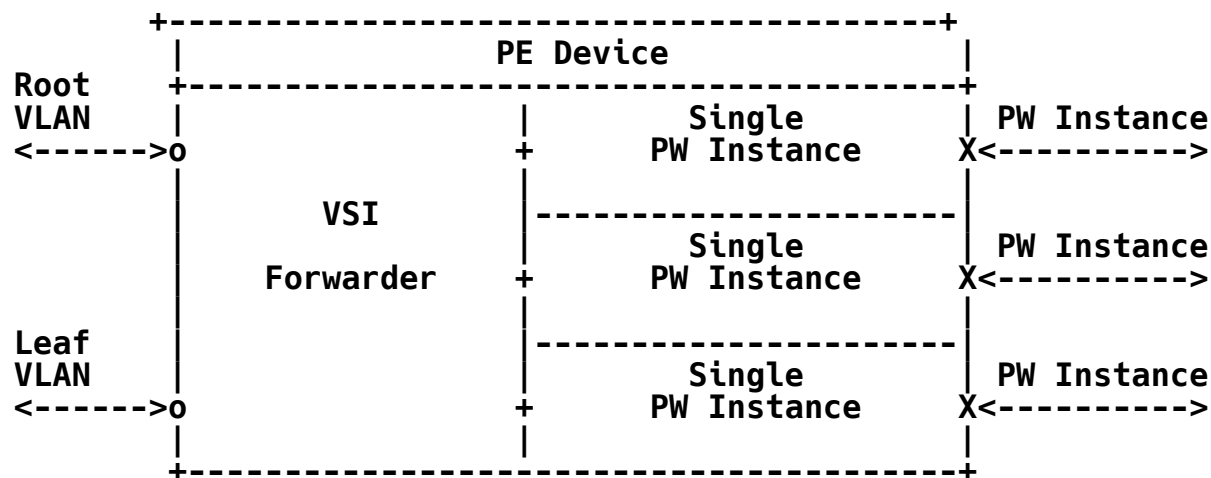 PE Device
Root
VLAN Single PW Instance
<------>o + PW Instance X<---------->
VSI
Single PW Instance
Forwarder + PW Instance X<---------->
Leaf
VLAN Single PW Instance
<------>o + PW Instance X<---------->